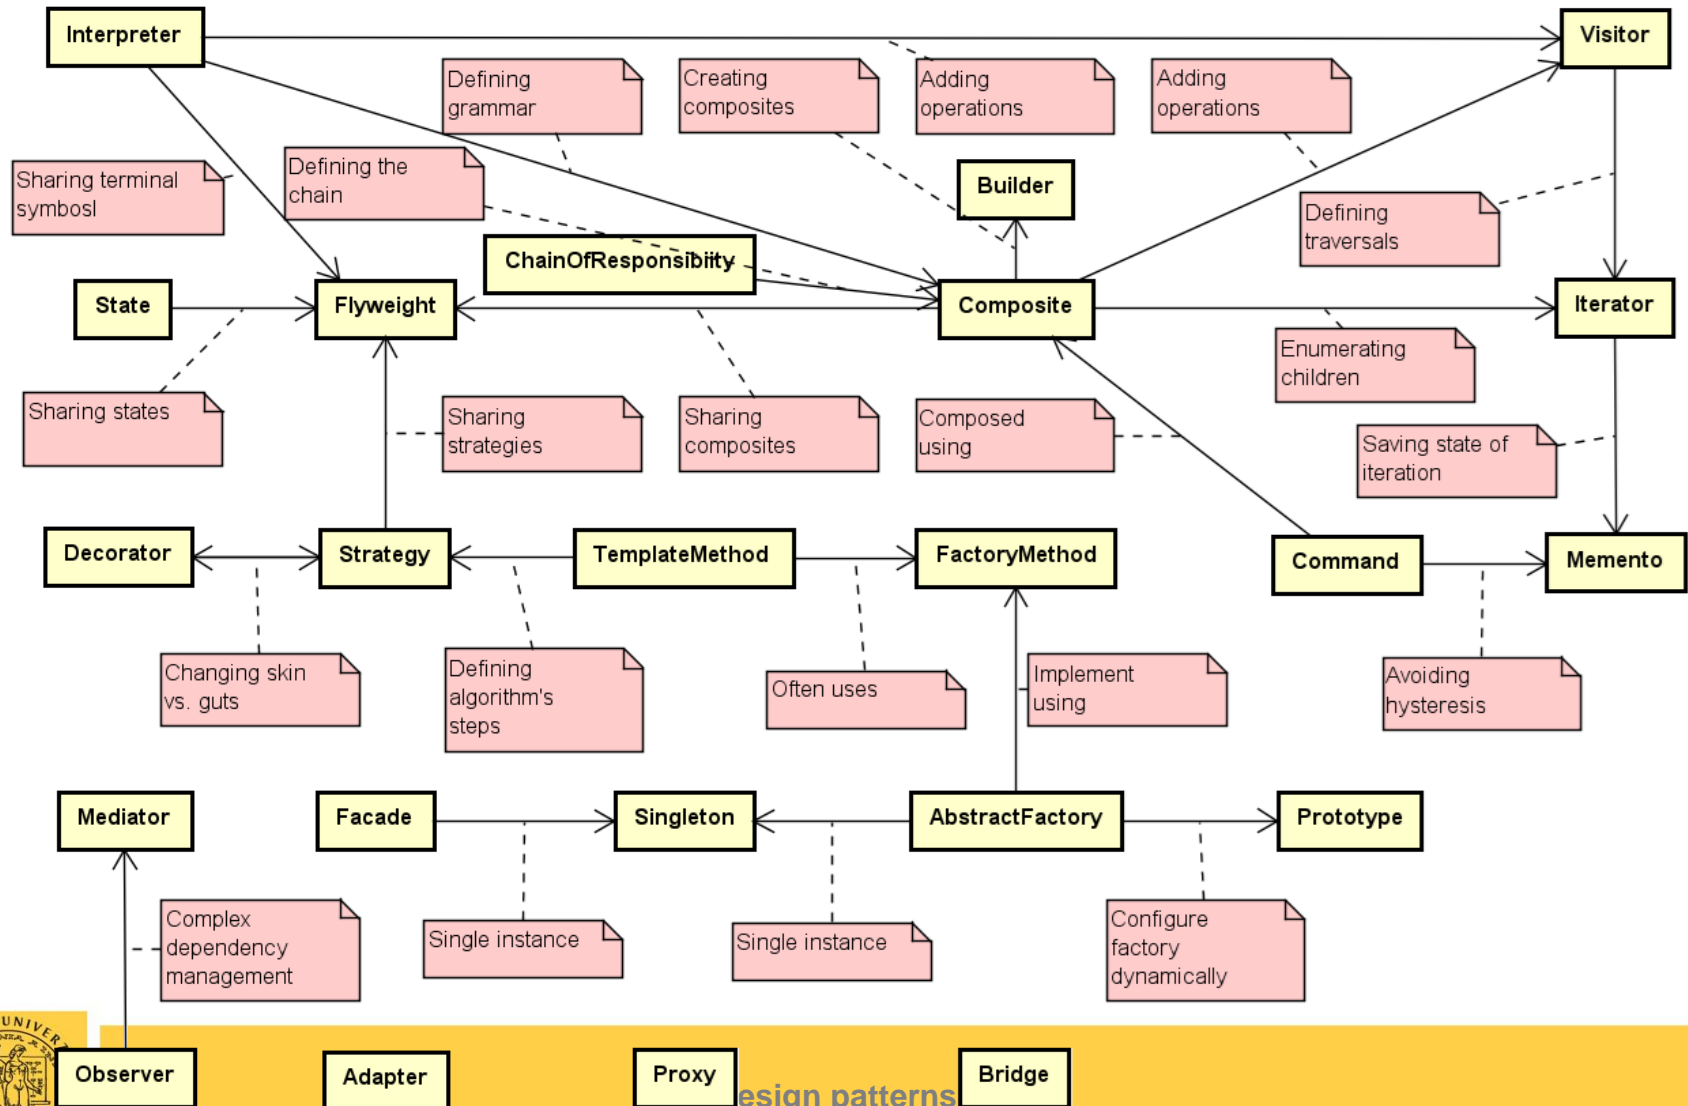 Interpreter
Visitor
Defining
grammar
Creating
composites
Adding
operations
Adding
operations
Sharing terminal
symbosl
Defining the
chain
Builder
Defining
traversals
ChainOfResponsibiity
State
Flyweight
Composite
Iterator
Enumerating
children
Sharing states
Sharing
strategies
Sharing
composites
Composed
using
Saving state of
iteration
Decorator
Strategy
TemplateMethod
FactoryMethod
Command
Memento
Changing skin
vs. guts
Defining
algorithm's
steps
Often uses
Implement
using
Avoiding
hysteresis
Mediator
Facade
Singleton
AbstractFactory
Prototype
Complex
dependency
management
Single instance
Single instance
Configure
factory
dynamically
UNIVER
Observer
Adapter
Proxy
Bridge
esign patterns